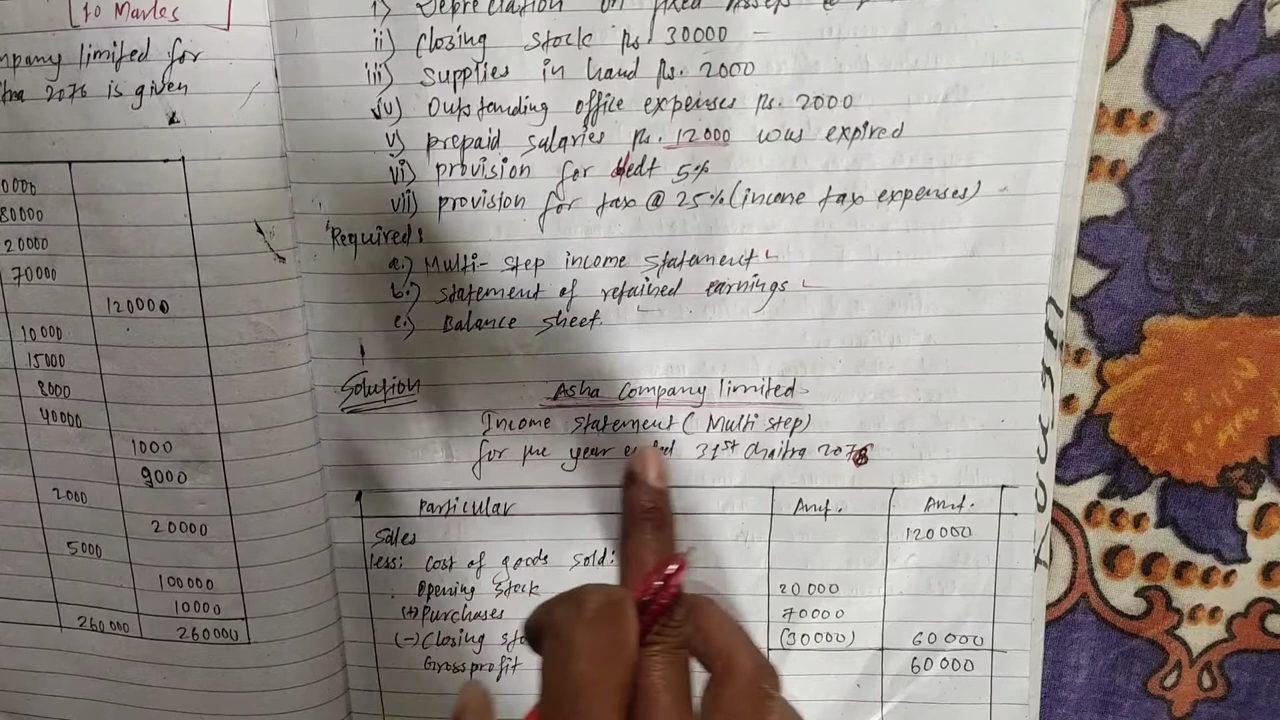 [10 Marks]
mpany limited for
itra 2076 is given
0000
80000
20000
70000
120000
10000
15000
8000
40000
1000
9000
2000
20000
5000
100000
10000
260000 260000
i) Depreciation on fixed Assets @
ii) Closing stock Rs. 30000
iii) supplies in hand Rs. 2000
iv) Outstanding office expenses Rs. 2000
v) prepaid salaries Rs. 12000 was expired
vi) provision for debt 5%
vii) provision for tax @ 25% (income tax expenses)
Required:
a.) Multi-step income statement
b.) statement of retained earnings
c.) Balance sheet.
Solution
Asha Company limited
Income statement (Multi step)
for the year ended 31st chaitra 2076
Particular Amt. Amt.
Sales 120000
less: cost of goods sold:
Opening stock 20000
(+) Purchases 70000
(-) Closing sto (30000) 60000
Gross profit 60000